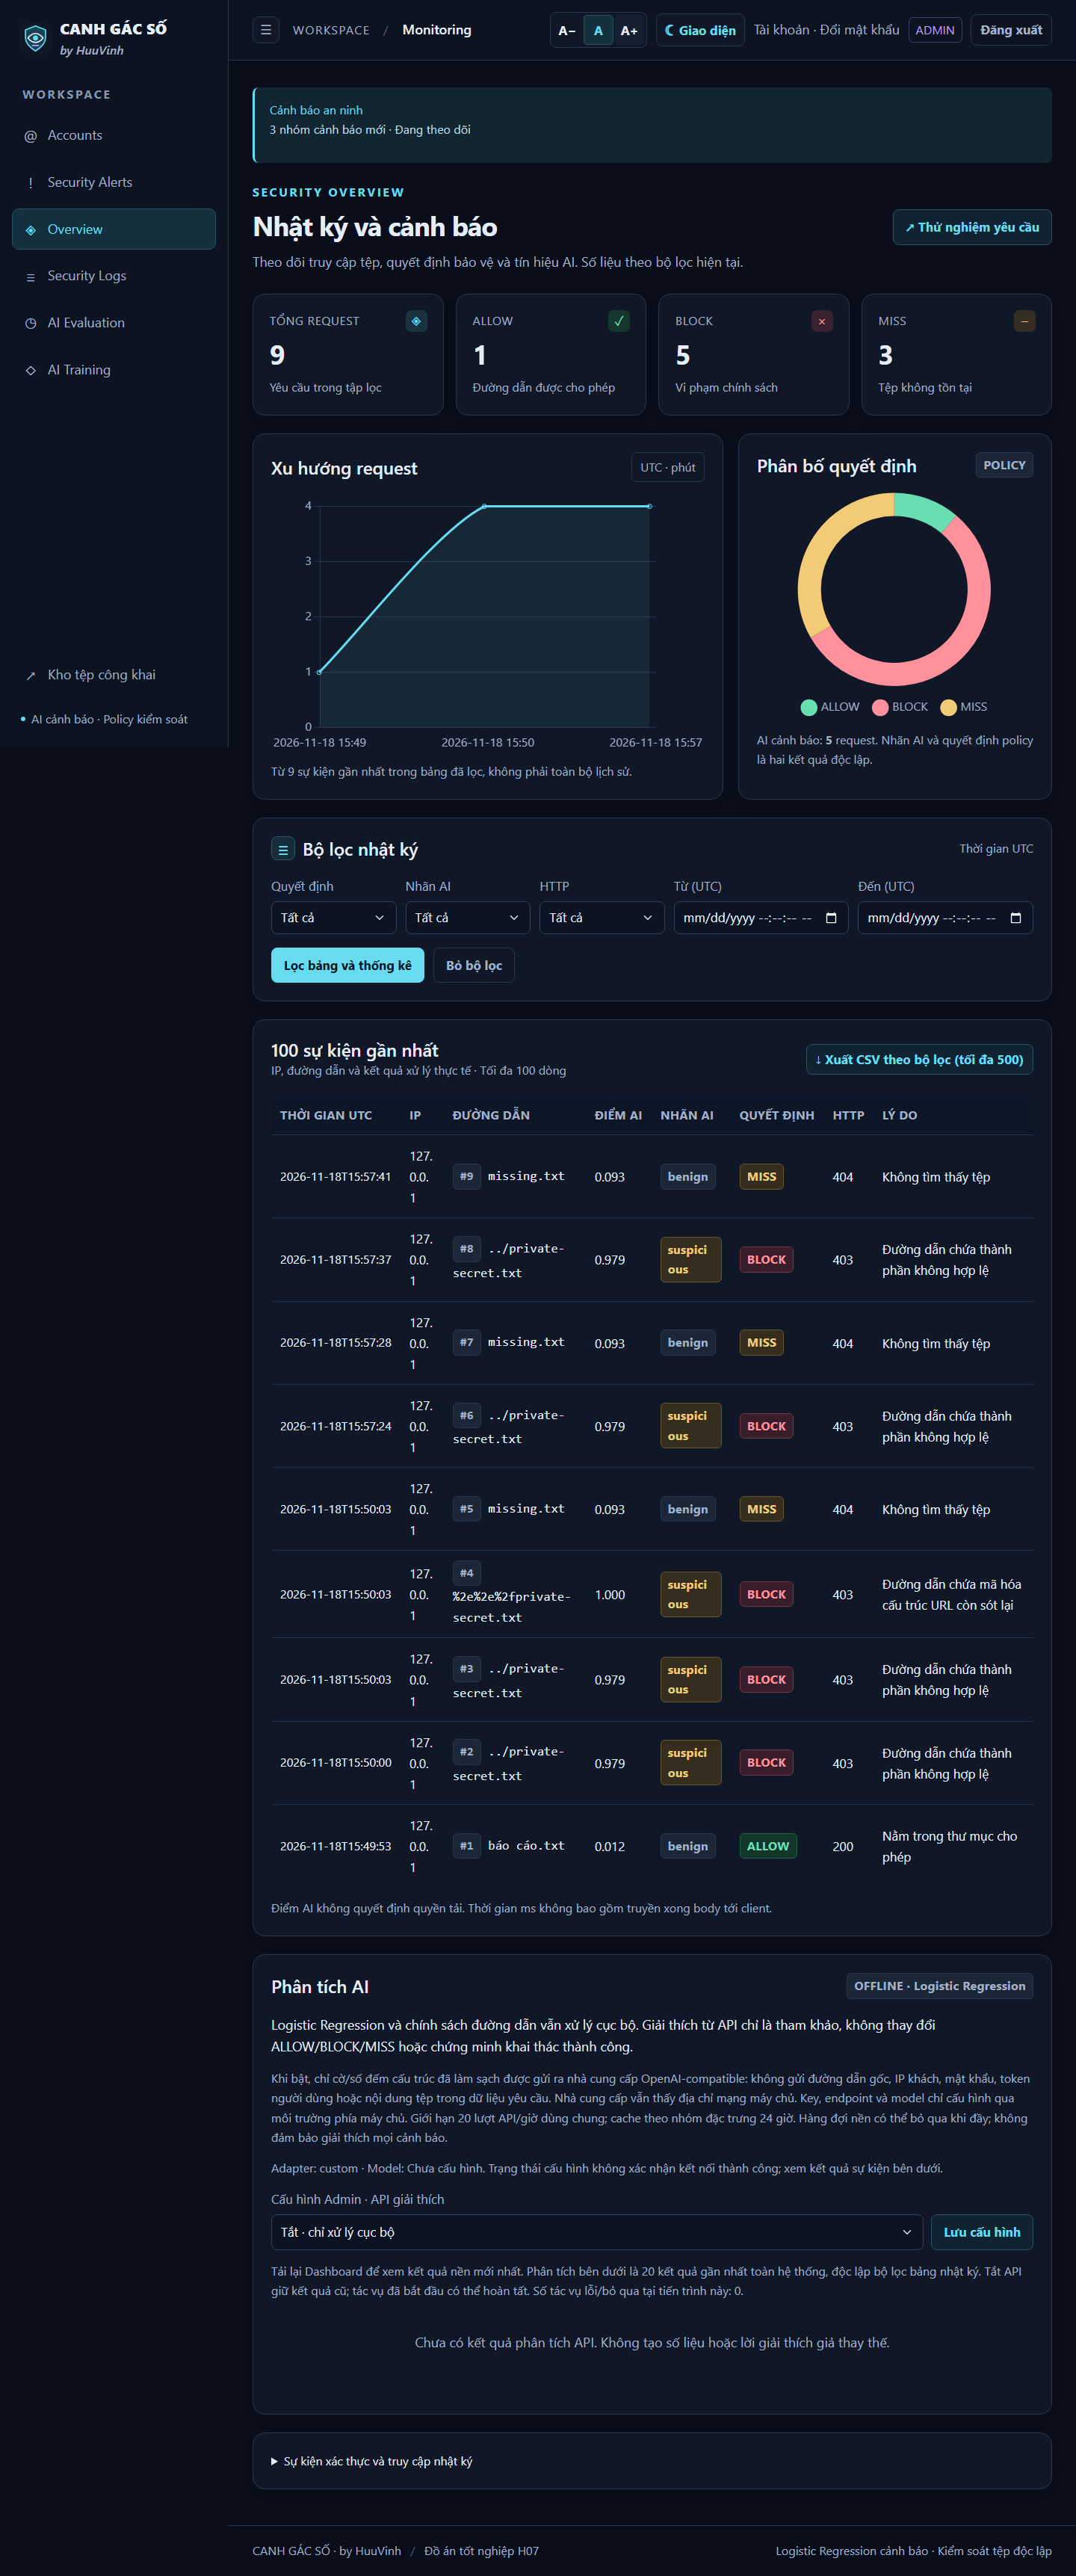 CANH GÁC SỐ
by HuuVinh
WORKSPACE
@ Accounts
! Security Alerts
Overview
Security Logs
AI Evaluation
AI Training
↗ Kho tệp công khai
• AI cảnh báo · Policy kiểm soát
☰ WORKSPACE / Monitoring
A− A A+ ☾ Giao diện Tài khoản · Đổi mật khẩu ADMIN Đăng xuất
Cảnh báo an ninh
3 nhóm cảnh báo mới · Đang theo dõi
SECURITY OVERVIEW
Nhật ký và cảnh báo
↗ Thử nghiệm yêu cầu
Theo dõi truy cập tệp, quyết định bảo vệ và tín hiệu AI. Số liệu theo bộ lọc hiện tại.
TỔNG REQUEST
9
Yêu cầu trong tập lọc
ALLOW ✓
1
Đường dẫn được cho phép
BLOCK ×
5
Vi phạm chính sách
MISS −
3
Tệp không tồn tại
Xu hướng request
UTC · phút
4
3
2
1
0
2026-11-18 15:49 2026-11-18 15:50 2026-11-18 15:57
Từ 9 sự kiện gần nhất trong bảng đã lọc, không phải toàn bộ lịch sử.
Phân bố quyết định
POLICY
ALLOW BLOCK MISS
AI cảnh báo: 5 request. Nhãn AI và quyết định policy
là hai kết quả độc lập.
☰ Bộ lọc nhật ký
Thời gian UTC
Quyết định Nhãn AI HTTP Từ (UTC) Đến (UTC)
Tất cả Tất cả Tất cả mm/dd/yyyy --:--:-- -- mm/dd/yyyy --:--:-- --
Lọc bảng và thống kê Bỏ bộ lọc
100 sự kiện gần nhất
IP, đường dẫn và kết quả xử lý thực tế · Tối đa 100 dòng
↓ Xuất CSV theo bộ lọc (tối đa 500)
THỜI GIAN UTC IP ĐƯỜNG DẪN ĐIỂM AI NHÃN AI QUYẾT ĐỊNH HTTP LÝ DO
127.
2026-11-18T15:57:41 0.0. #9 missing.txt 0.093 benign MISS 404 Không tìm thấy tệp
1
127. #8 ../private- suspici Đường dẫn chứa thành
2026-11-18T15:57:37 0.0. 0.979 BLOCK 403
1 secret.txt ous phần không hợp lệ
127.
2026-11-18T15:57:28 0.0. #7 missing.txt 0.093 benign MISS 404 Không tìm thấy tệp
1
127. #6 ../private- suspici Đường dẫn chứa thành
2026-11-18T15:57:24 0.0. 0.979 BLOCK 403
1 secret.txt ous phần không hợp lệ
127.
2026-11-18T15:50:03 0.0. #5 missing.txt 0.093 benign MISS 404 Không tìm thấy tệp
1
127. #4 suspici Đường dẫn chứa mã hóa
2026-11-18T15:50:03 0.0. %2e%2e%2fprivate- 1.000 BLOCK 403
1 secret.txt ous cấu trúc URL còn sót lại
127. #3 ../private- suspici Đường dẫn chứa thành
2026-11-18T15:50:03 0.0. 0.979 BLOCK 403
1 secret.txt ous phần không hợp lệ
127. #2 ../private- suspici Đường dẫn chứa thành
2026-11-18T15:50:00 0.0. 0.979 BLOCK 403
1 secret.txt ous phần không hợp lệ
127. Nằm trong thư mục cho
2026-11-18T15:49:53 0.0. #1 báo cáo.txt 0.012 benign ALLOW 200
1 phép
Điểm AI không quyết định quyền tải. Thời gian ms không bao gồm truyền xong body tới client.
Phân tích AI
OFFLINE · Logistic Regression
Logistic Regression và chính sách đường dẫn vẫn xử lý cục bộ. Giải thích từ API chỉ là tham khảo, không thay đổi
ALLOW/BLOCK/MISS hoặc chứng minh khai thác thành công.
Khi bật, chỉ cờ/số đếm cấu trúc đã làm sạch được gửi ra nhà cung cấp OpenAI-compatible: không gửi đường dẫn gốc, IP khách, mật khẩu, token
người dùng hoặc nội dung tệp trong dữ liệu yêu cầu. Nhà cung cấp vẫn thấy địa chỉ mạng máy chủ. Key, endpoint và model chỉ cấu hình qua
môi trường phía máy chủ. Giới hạn 20 lượt API/giờ dùng chung; cache theo nhóm đặc trưng 24 giờ. Hàng đợi nền có thể bỏ qua khi đầy; không
đảm bảo giải thích mọi cảnh báo.
Adapter: custom · Model: Chưa cấu hình. Trạng thái cấu hình không xác nhận kết nối thành công; xem kết quả sự kiện bên dưới.
Cấu hình Admin · API giải thích
Tắt · chỉ xử lý cục bộ
Lưu cấu hình
Tải lại Dashboard để xem kết quả nền mới nhất. Phân tích bên dưới là 20 kết quả gần nhất toàn hệ thống, độc lập bộ lọc bảng nhật ký. Tắt API
giữ kết quả cũ; tác vụ đã bắt đầu có thể hoàn tất. Số tác vụ lỗi/bỏ qua tại tiến trình này: 0.
Chưa có kết quả phân tích API. Không tạo số liệu hoặc lời giải thích giả thay thế.
▶ Sự kiện xác thực và truy cập nhật ký
CANH GÁC SỐ · by HuuVinh / Đồ án tốt nghiệp H07
Logistic Regression cảnh báo · Kiểm soát tệp độc lập